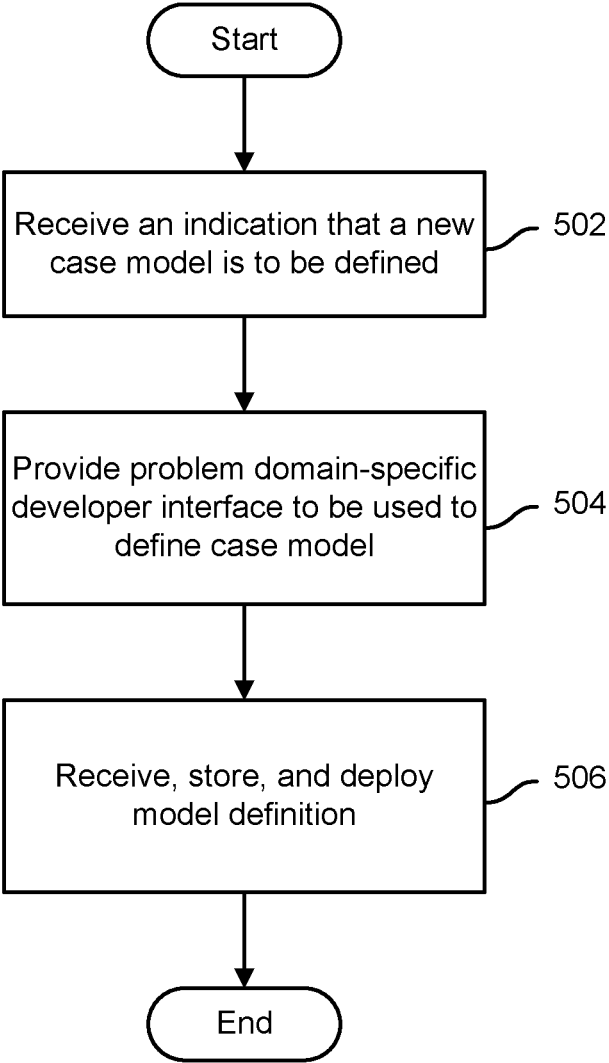 Start
Receive an indication that a new
case model is to be defined
502
Provide problem domain-specific
developer interface to be used to
define case model
504
Receive, store, and deploy
model definition
506
End